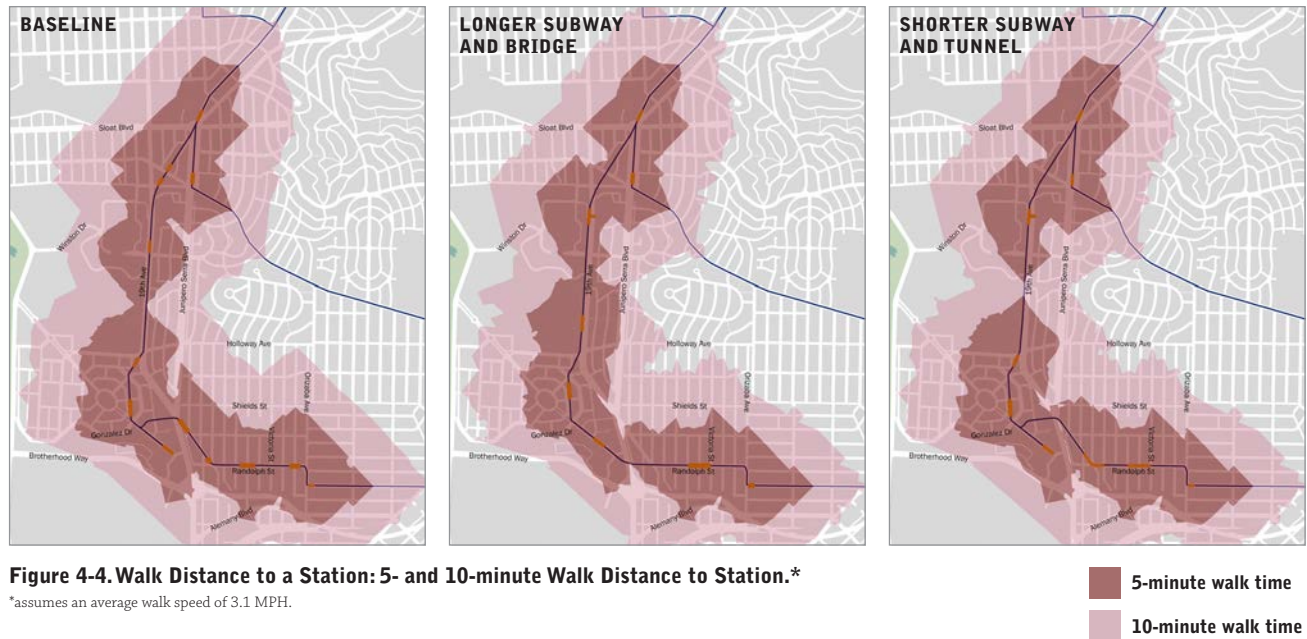 BASELINE
Sloat Blvd
Winston Dr
19th Ave
Junipero Serra Blvd
Holloway Ave
Orizaba Ave
Shields St
Victoria St
Gonzalez Dr
Brotherhood Way
Randolph St
Alemany Blvd
LONGER SUBWAY
AND BRIDGE
Sloat Blvd
Winston Dr
19th Ave
Junipero Serra Blvd
Holloway Ave
Orizaba Ave
Shields St
Victoria St
Gonzalez Dr
Brotherhood Way
Randolph St
Alemany Blvd
SHORTER SUBWAY
AND TUNNEL
Sloat Blvd
Winston Dr
19th Ave
Junipero Serra Blvd
Holloway Ave
Orizaba Ave
Shields St
Victoria St
Gonzalez Dr
Brotherhood Way
Randolph St
Alemany Blvd
Figure 4-4. Walk Distance to a Station: 5- and 10-minute Walk Distance to Station.*
*assumes an average walk speed of 3.1 MPH.
5-minute walk time
10-minute walk time